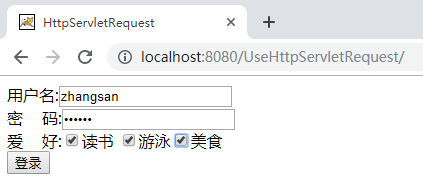 HttpServletRequest
localhost:8080/UseHttpServletRequest/
用户名:zhangsan
密 码:••••••
爱 好: 读书 游泳 美食
登录